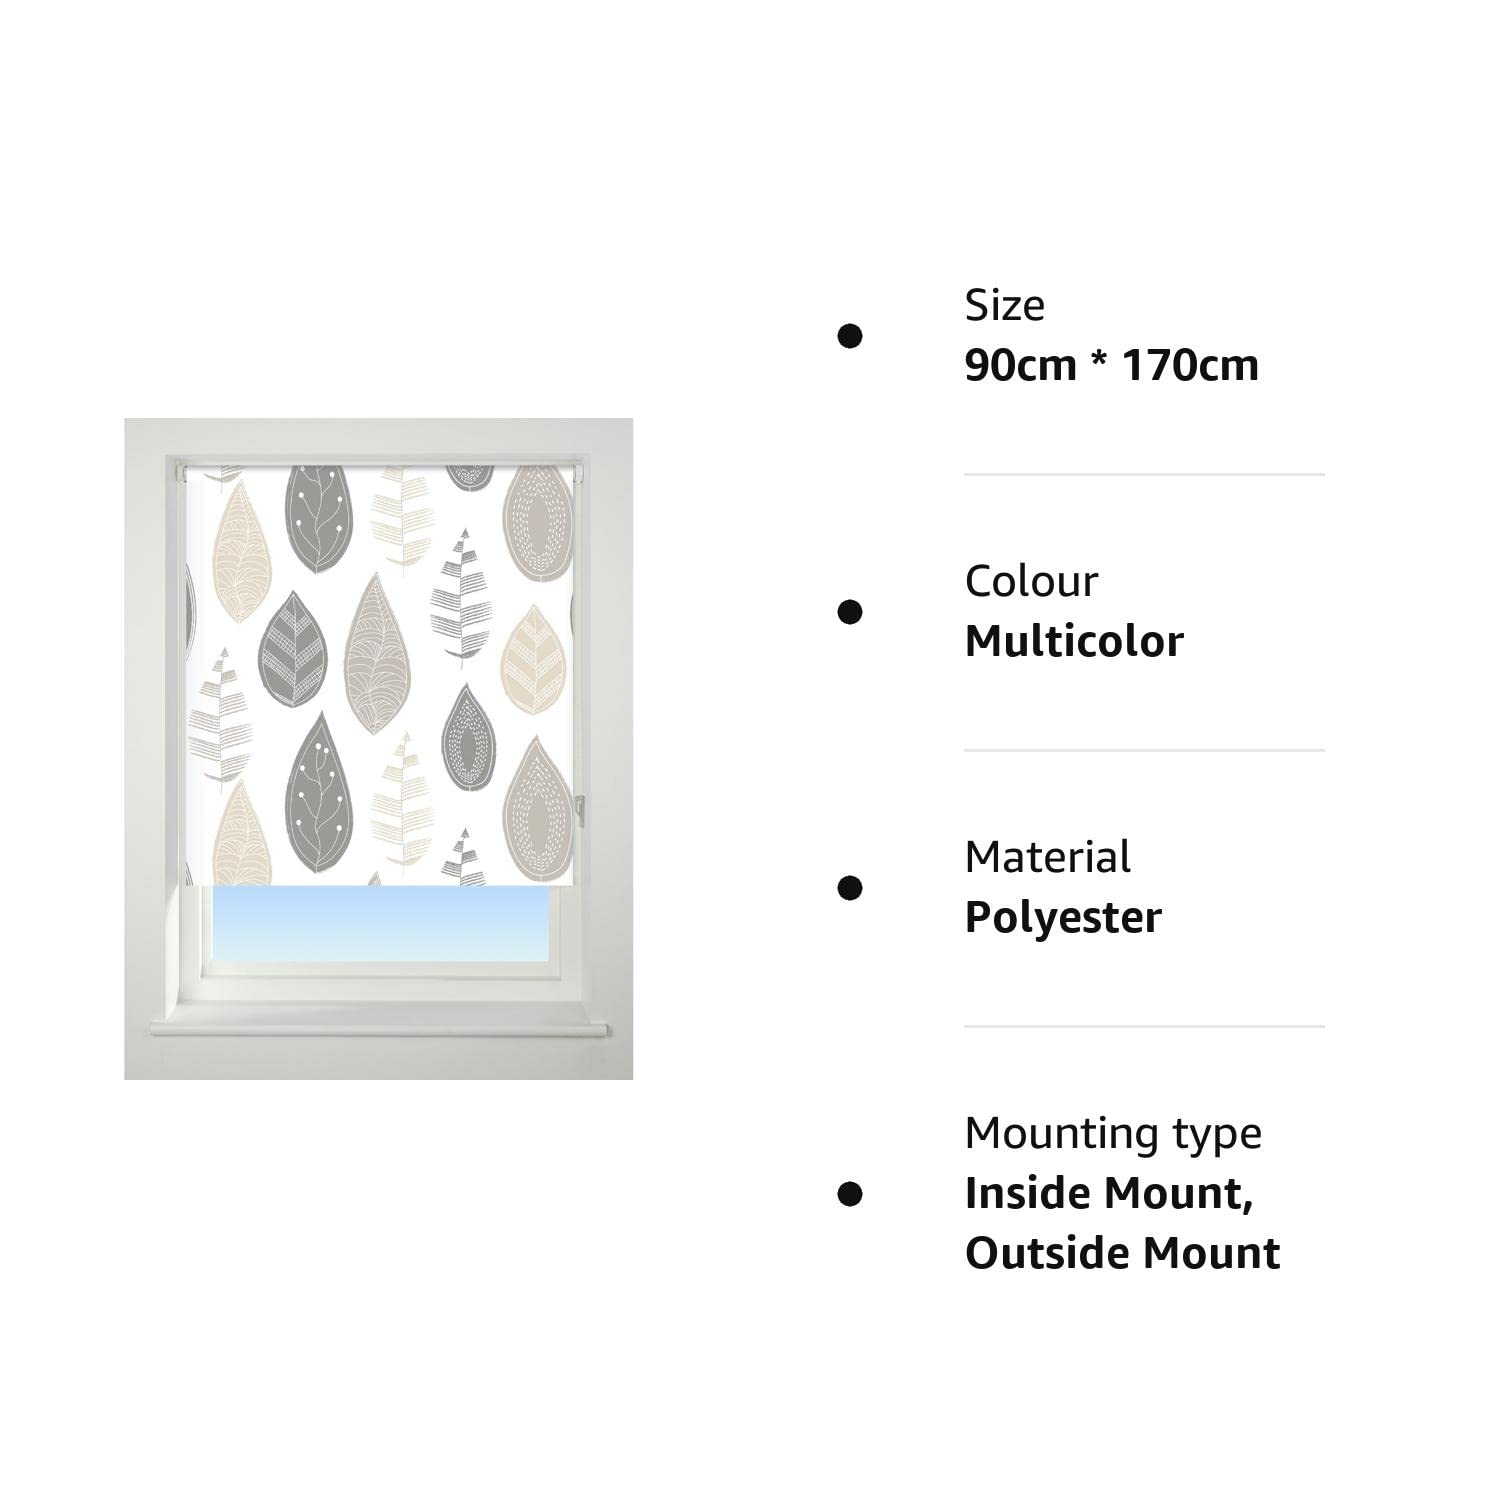 Size
90cm * 170cm
Colour
Multicolor
Material
Polyester
Mounting type
Inside Mount,
Outside Mount